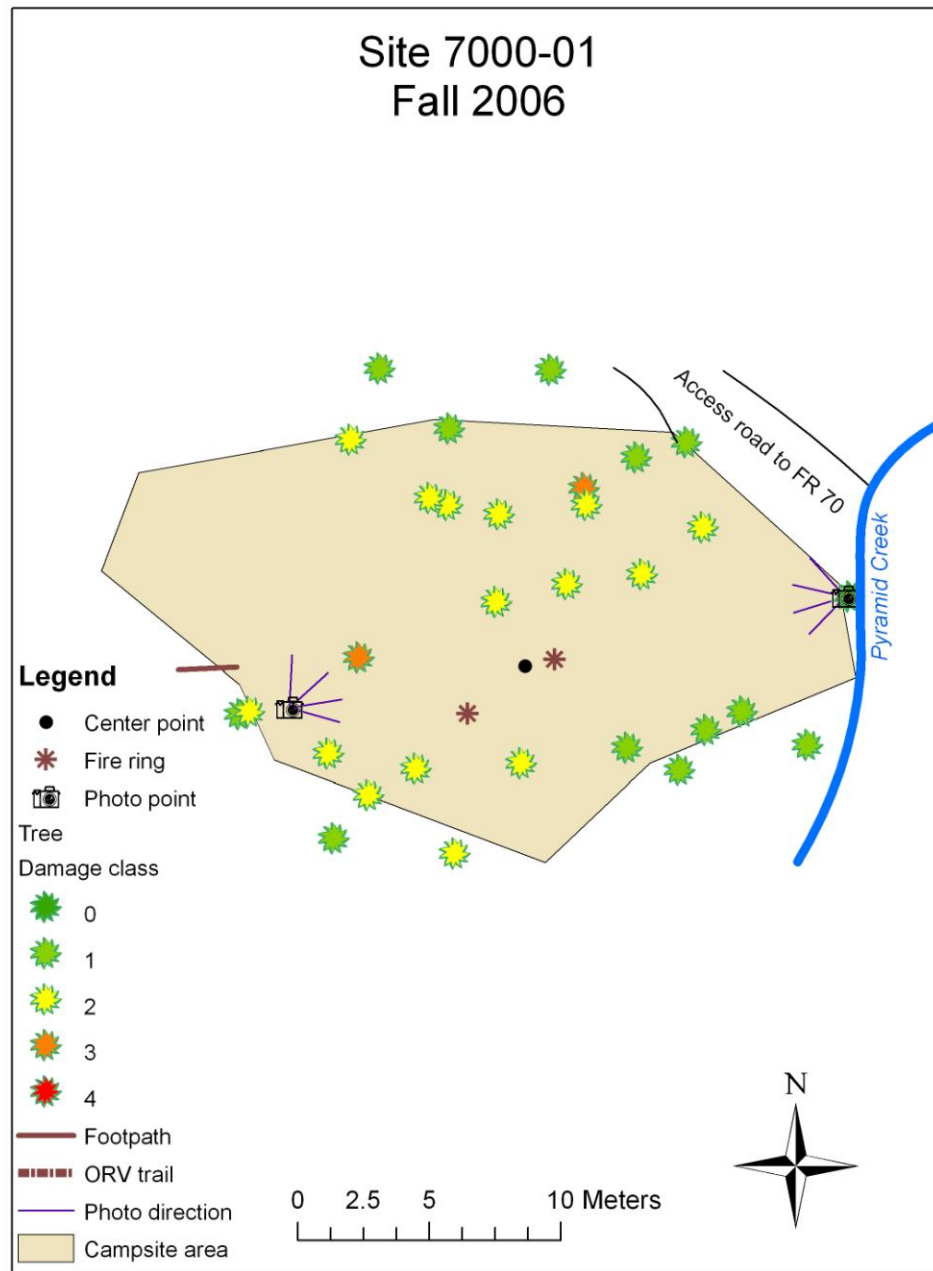 Site 7000-01
Fall 2006
Access road to FR 70
Pyramid Creek
Legend
Center point
Fire ring
Photo point
Tree
Damage class
0
1
2
3
4
Footpath
ORV trail
Photo direction
Campsite area
N
0 2.5 5 10 Meters